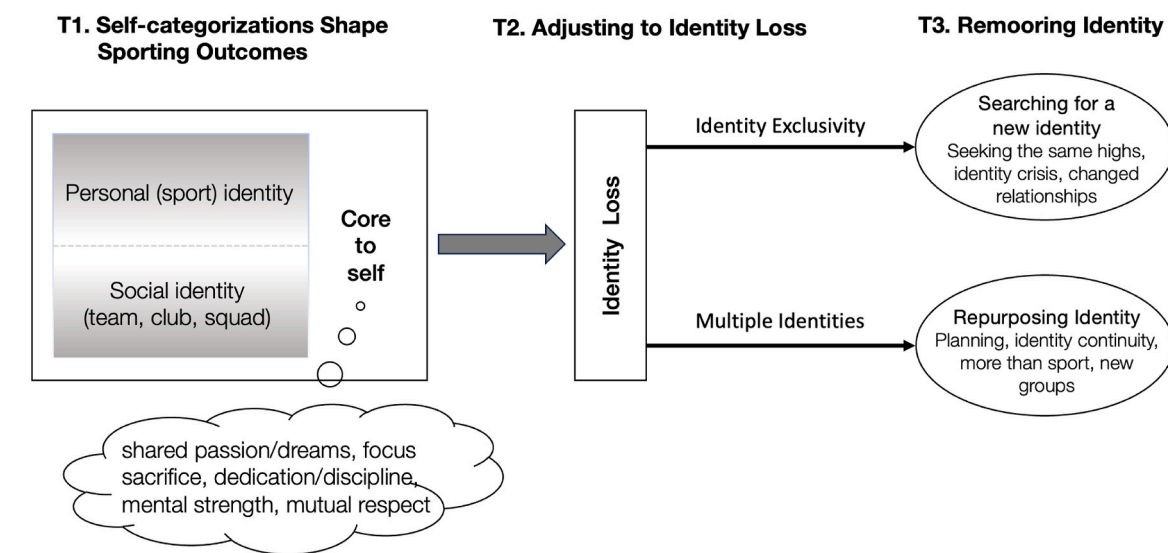 T1. Self-categorizations Shape
Sporting Outcomes
T2. Adjusting to Identity Loss
T3. Remooring Identity
Personal (sport) identity
Social identity
(team, club, squad)
Core
to
self
shared passion/dreams, focus
sacrifice, dedication/discipline,
mental strength, mutual respect
Identity Loss
Identity Exclusivity
Multiple Identities
Searching for a
new identity
Seeking the same highs,
identity crisis, changed
relationships
Repurposing Identity
Planning, identity continuity,
more than sport, new
groups